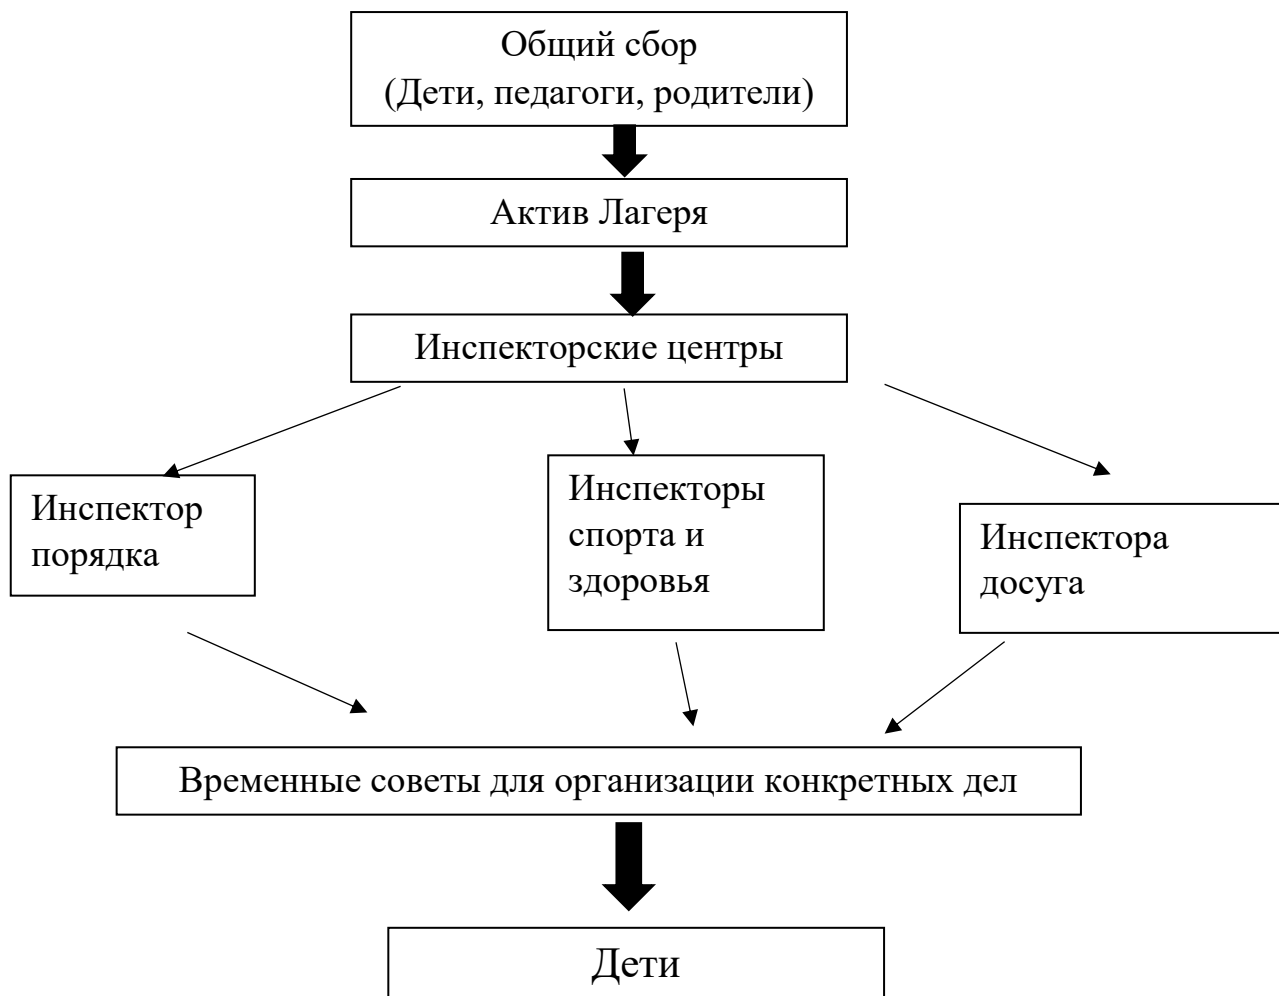 Общий сбор
(Дети, педагоги, родители)
Актив Лагеря
Инспекторские центры
Инспектор
порядка
Инспекторы
спорта и
здоровья
Инспектора
досуга
Временные советы для организации конкретных дел
Дети